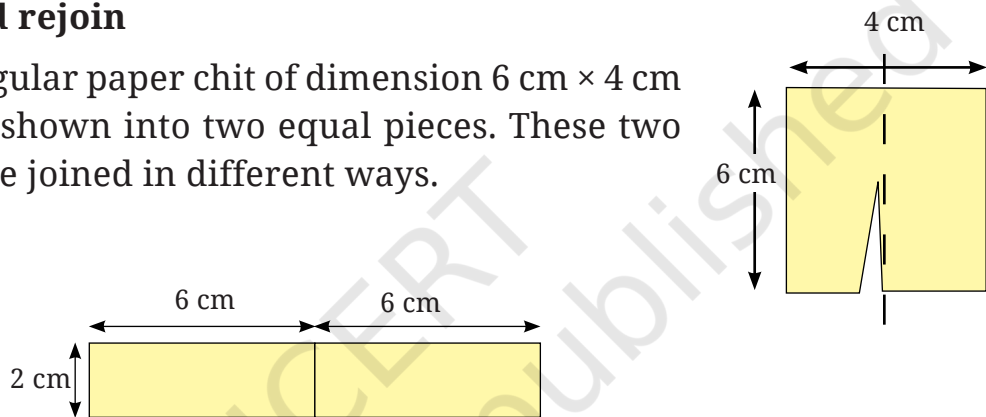 d rejoin
gular paper chit of dimension 6 cm × 4 cm
shown into two equal pieces. These two
e joined in different ways.
4 cm
6 cm
6 cm 6 cm
2 cm